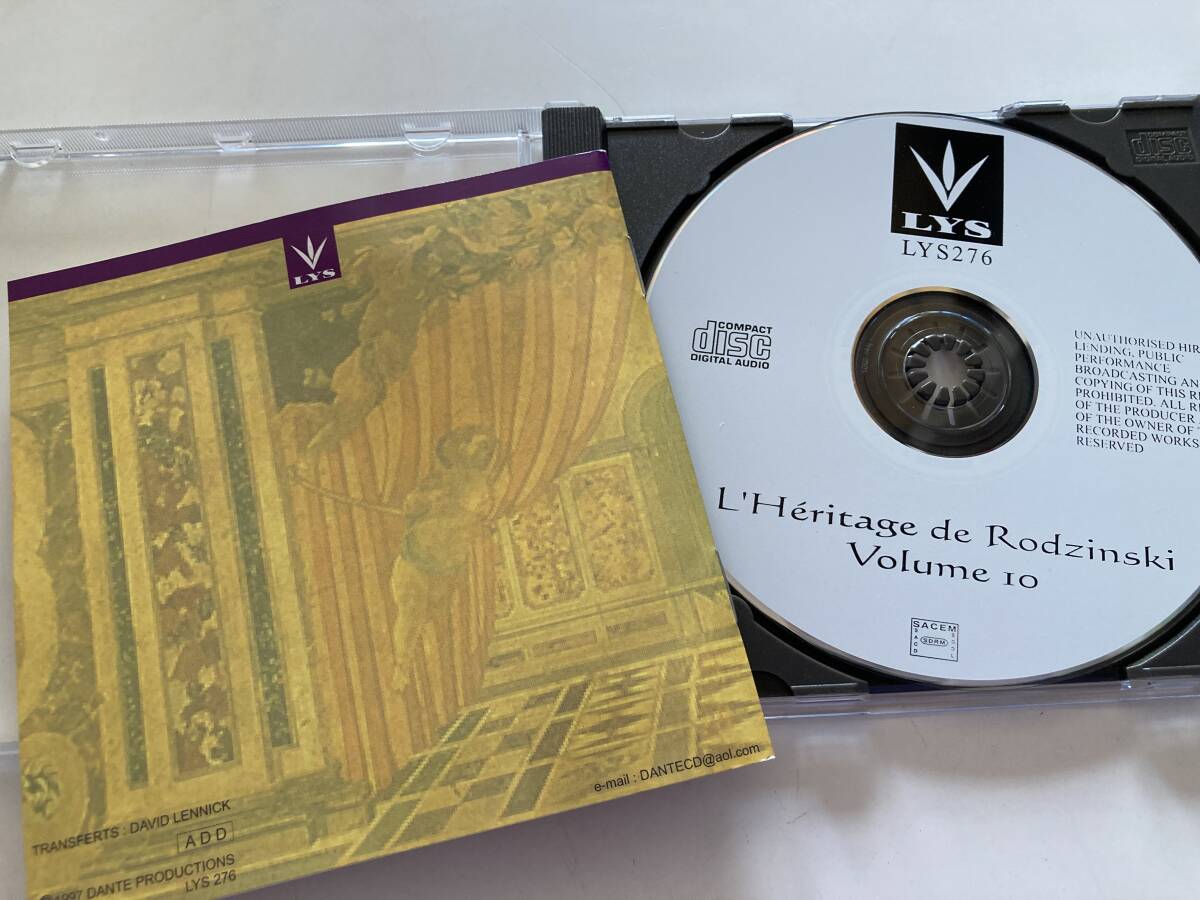 LYS
TRANSFERTS : DAVID LENNICK
ADD
1997 DANTE PRODUCTIONS
LYS 276
e-mail : DANTECD@aol.com
LYS
LYS276
COMPACT
disc
DIGITAL AUDIO
UNAUTHORISED
LENDING, PUBLIC
PERFORMANCE
BROADCASTING
COPYING OF THIS
PROHIBITED. ALL
OF THE PRODUCER
OF THE OWNER OF
RECORDED WORKS
RESERVED
L'Héritage de Rodzinski
Volume 10
SACEM
SACD
SDRM
disc